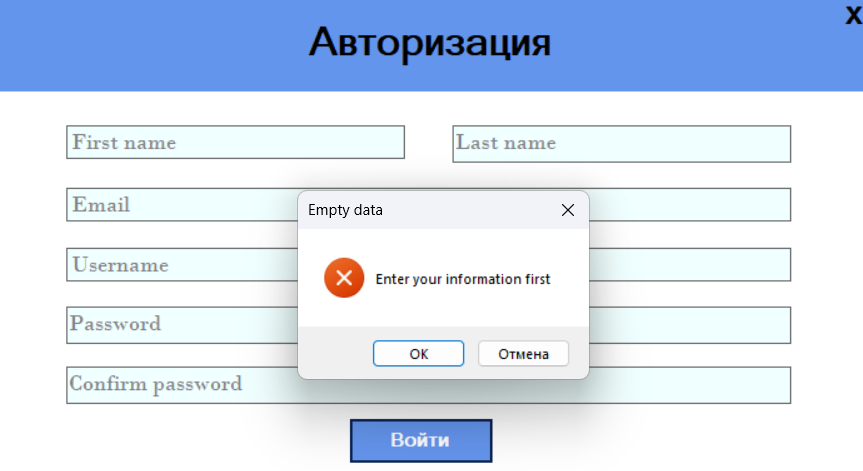 X
Авторизация
First name
Last name
Email
Empty data
Username
Enter your information first
Password
OK
Отмена
Confirm password
Войти